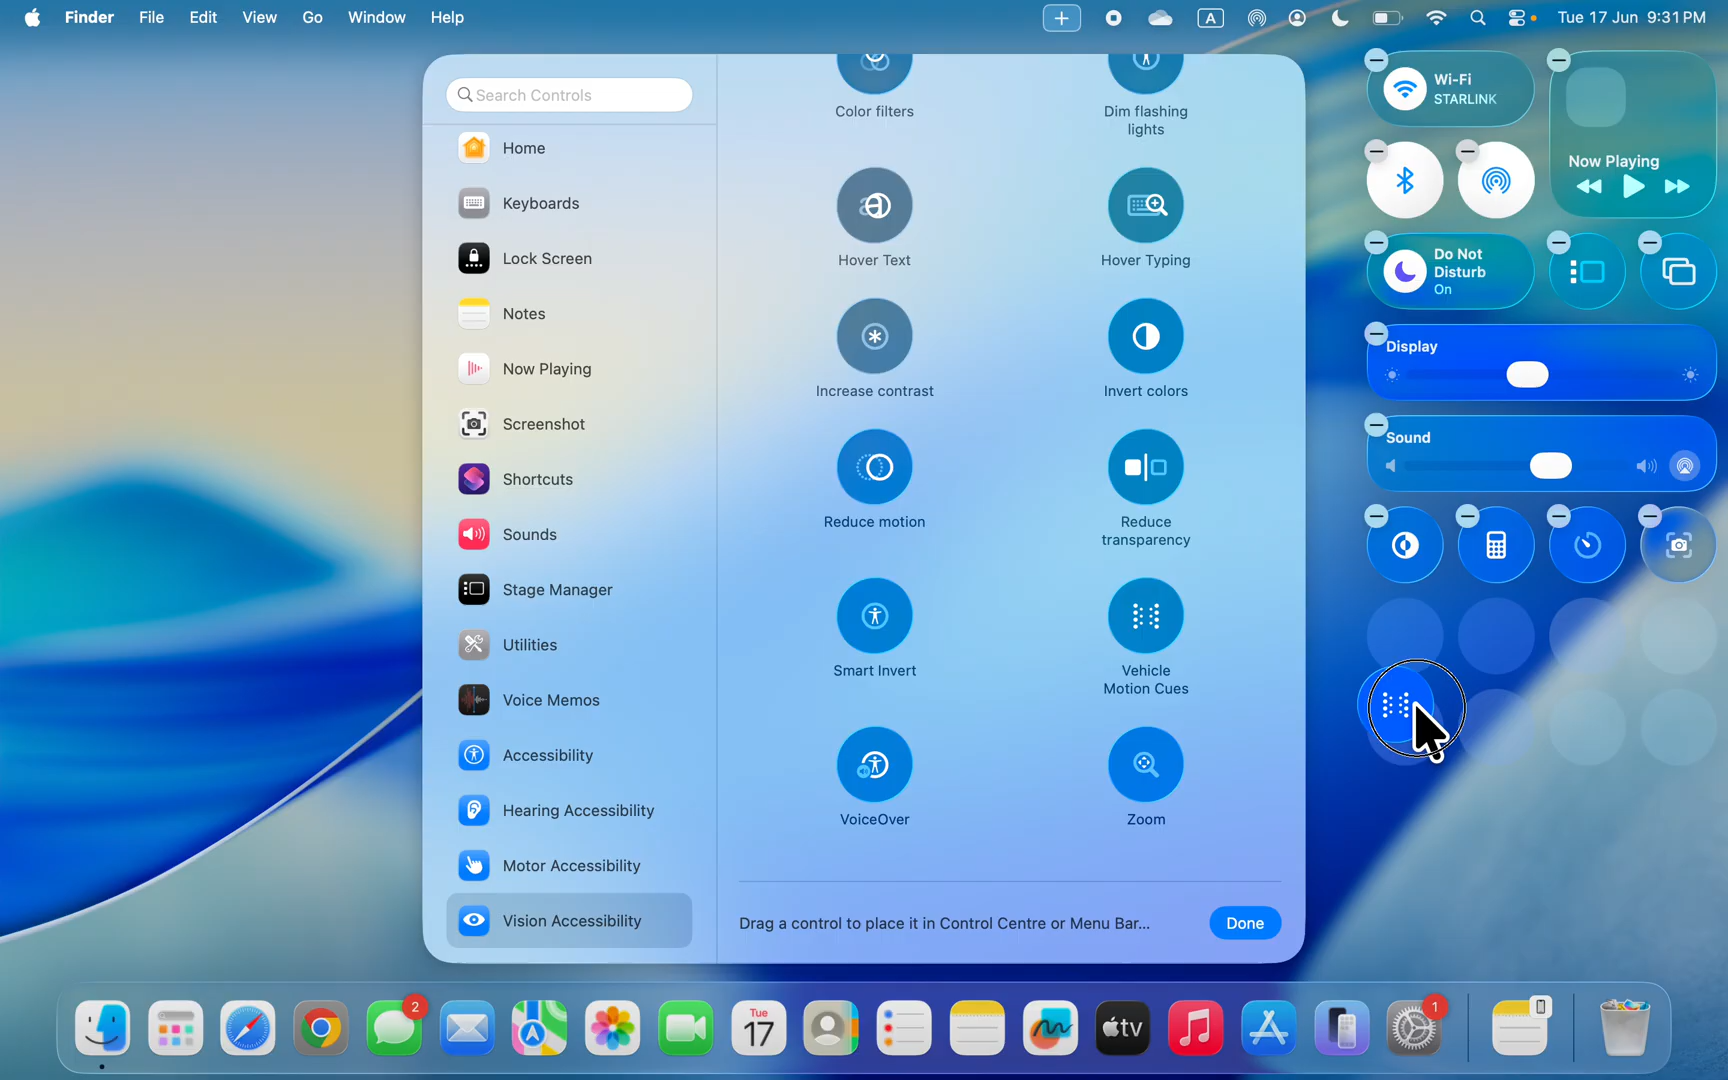 Finder File Edit View Go Window Help
A
Tue 17 Jun 9:31 PM
Search Controls
Home
Keyboards
Lock Screen
Notes
Now Playing
Screenshot
Shortcuts
Sounds
Stage Manager
Utilities
Voice Memos
Accessibility
Hearing Accessibility
Motor Accessibility
Vision Accessibility
Color filters
Dim flashing
lights
Hover Text
Hover Typing
Increase contrast
Invert colors
Reduce motion
Reduce
transparency
Smart Invert
Vehicle
Motion Cues
VoiceOver
Zoom
Drag a control to place it in Control Centre or Menu Bar...
Done
Wi-Fi
STARLINK
Now Playing
Do Not
Disturb
On
Display
Sound
2
Tue
17
tv
1